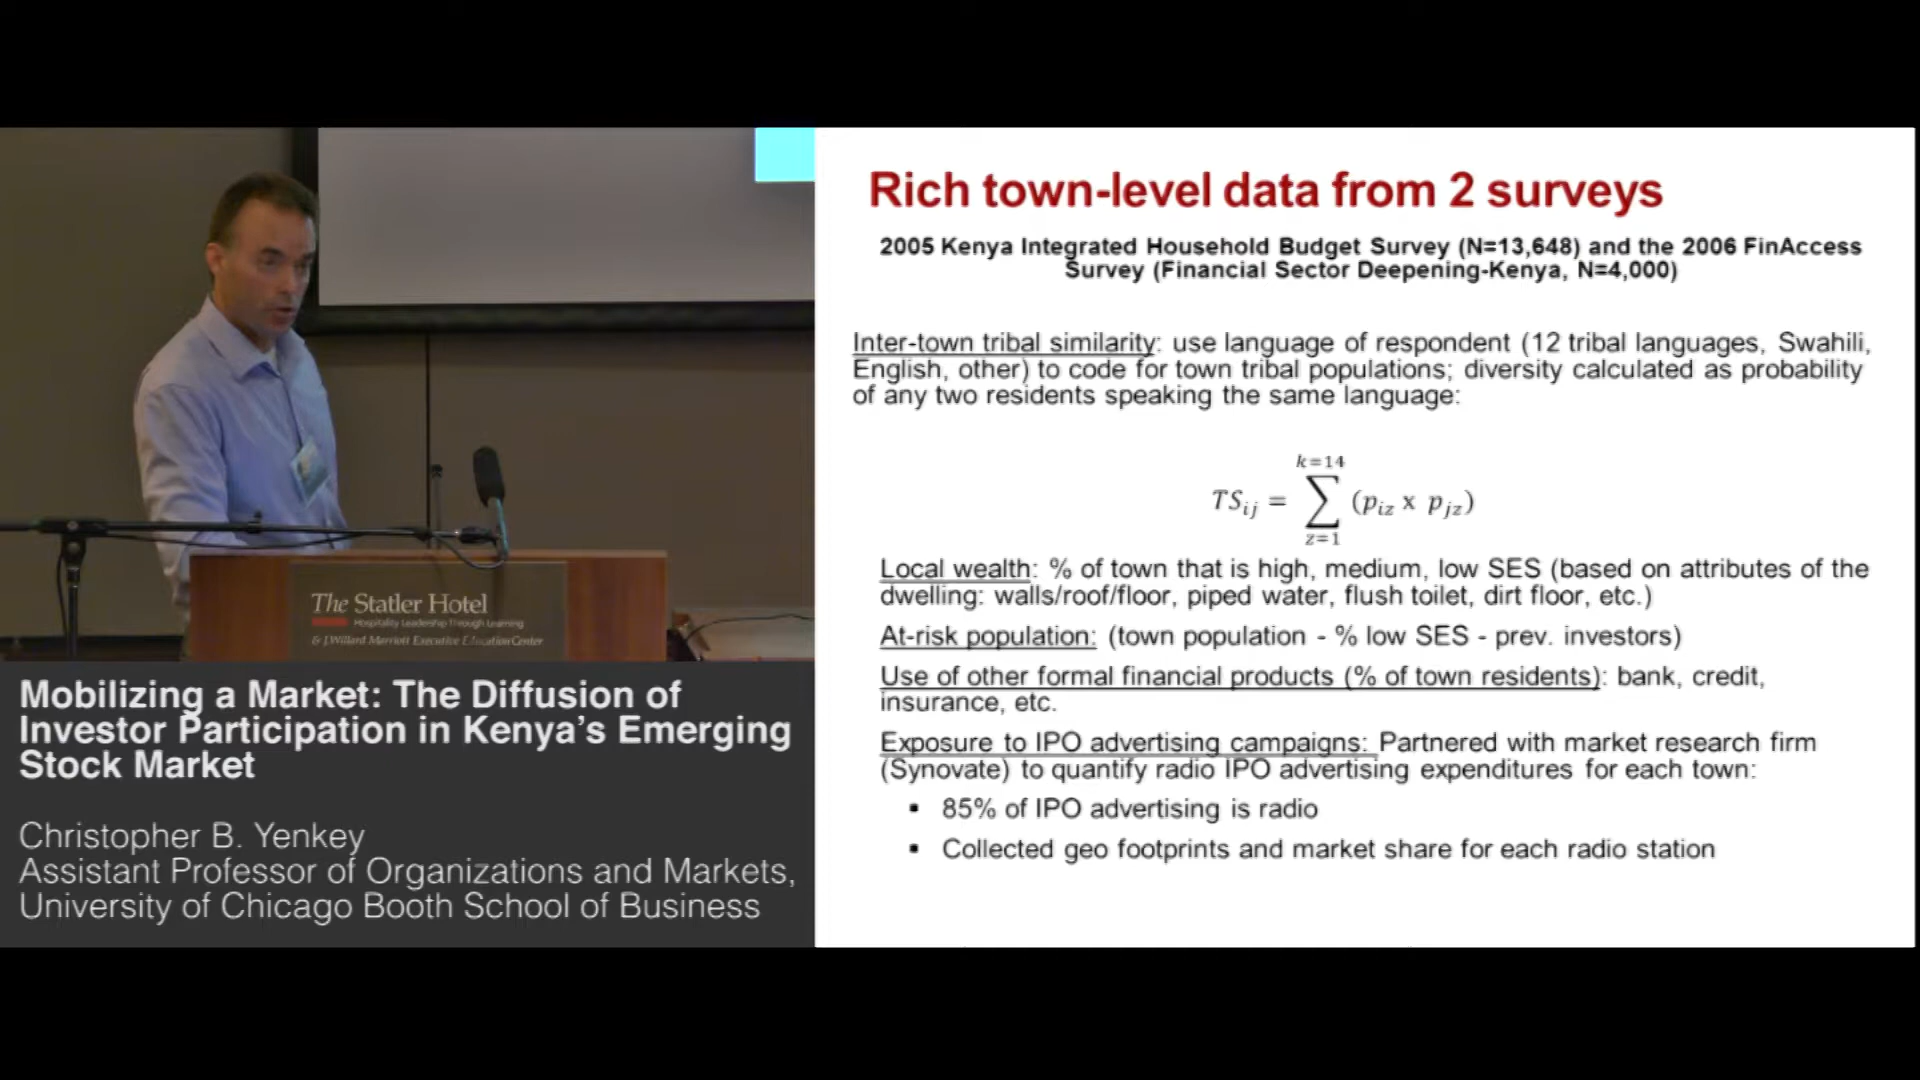 Rich town-level data from 2 surveys
2005 Kenya Integrated Household Budget Survey (N=13,648) and the 2006 FinAccess
Survey (Financial Sector Deepening-Kenya, N=4,000)
Inter-town tribal similarity: use language of respondent (12 tribal languages, Swahili,
English, other) to code for town tribal populations; diversity calculated as probability
of any two residents speaking the same language:
k=14
TSij = ∑ (piz x pjz)
z=1
Local wealth: % of town that is high, medium, low SES (based on attributes of the
dwelling: walls/roof/floor, piped water, flush toilet, dirt floor, etc.)
At-risk population: (town population - % low SES - prev. investors)
Use of other formal financial products (% of town residents): bank, credit,
insurance, etc.
Exposure to IPO advertising campaigns: Partnered with market research firm
(Synovate) to quantify radio IPO advertising expenditures for each town:
▪ 85% of IPO advertising is radio
▪ Collected geo footprints and market share for each radio station
The Statler Hotel
Hospitality Leadership Through Learning
& J.Willard Marriott Executive Education Center
Mobilizing a Market: The Diffusion of
Investor Participation in Kenya’s Emerging
Stock Market
Christopher B. Yenkey
Assistant Professor of Organizations and Markets,
University of Chicago Booth School of Business